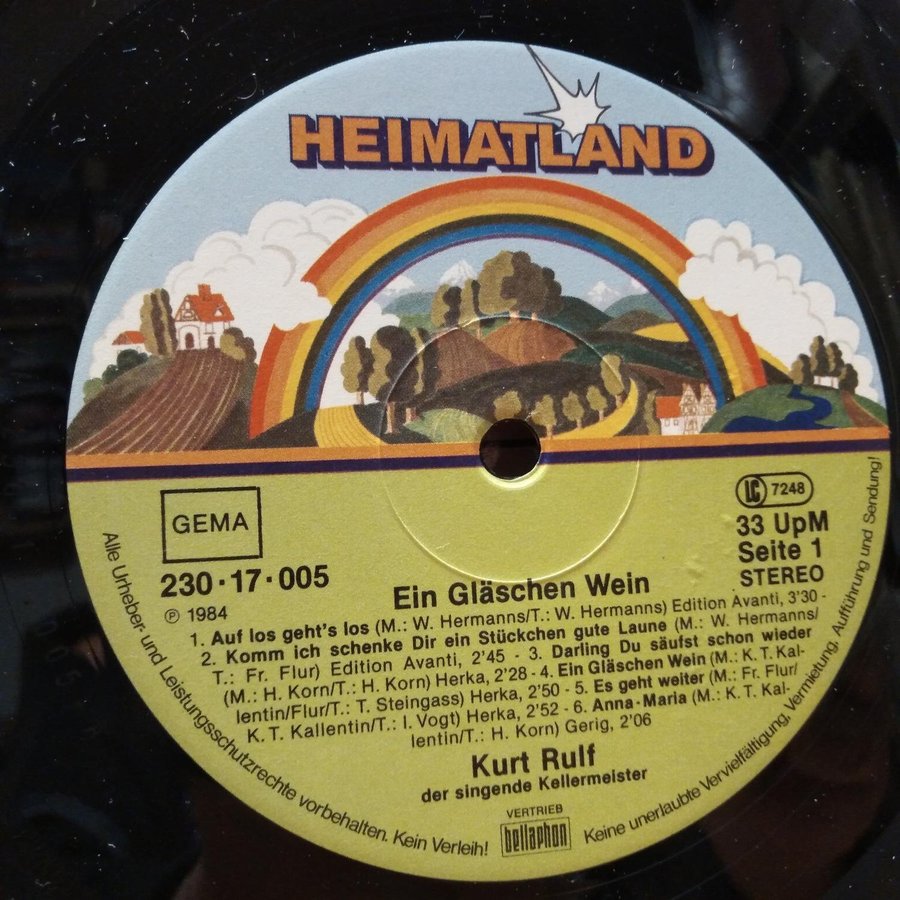 HEIMATLAND
GEMA
LC 7248
230·17·005
33 UpM
Seite 1
STEREO
℗ 1984
Ein Gläschen Wein
1. Auf los geht's los (M.: W. Hermanns/T.: W. Hermanns) Edition Avanti, 3'30 -
2. Komm ich schenke Dir ein Stückchen gute Laune (M.: W. Hermanns/
T.: Fr. Flur) Edition Avanti, 2'45 - 3. Darling Du säufst schon wieder
(M.: H. Korn/T.: H. Korn) Herka, 2'28 - 4. Ein Gläschen Wein (M.: K. T. Kal-
lentin/Flur/T.: T. Steingass) Herka, 2'50 - 5. Es geht weiter (M.: Fr. Flur/
K. T. Kallentin/T.: I. Vogt) Herka, 2'52 - 6. Anna-Maria (M.: K. T. Kal-
lentin/T.: H. Korn) Gerig, 2'06
Kurt Rulf
der singende Kellermeister
VERTRIEB
bellaphon
Alle Urheber- und Leistungsschutzrechte vorbehalten. Kein Verleih! Keine unerlaubte Vervielfältigung, Vermietung, Aufführung und Sendung!